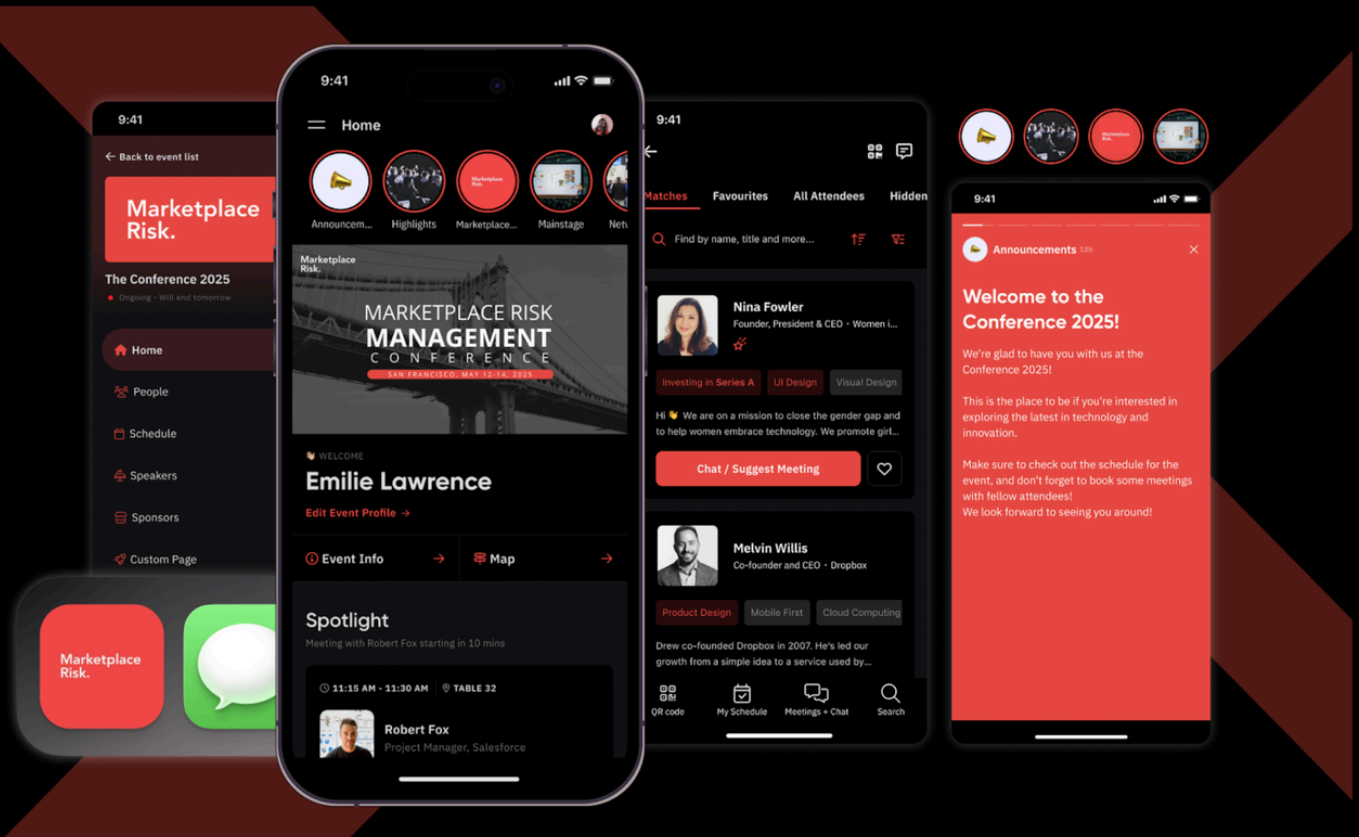 9:41
← Back to event list
Marketplace
Risk.
The Conference 2025
Ongoing - Will end tomorrow
Home
People
Schedule
Speakers
Sponsors
Custom Page
Marketplace
Risk.
9:41
Home
Marketplace
Risk.
Announcem...
Highlights
Marketplace...
Mainstage
Netv
Marketplace
Risk.
MARKETPLACE RISK
MANAGEMENT
CONFERENCE
SAN FRANCISCO, MAY 12-14, 2025
👋 WELCOME
Emilie Lawrence
Edit Event Profile →
Event Info →
Map →
Spotlight
Meeting with Robert Fox starting in 10 mins
11:15 AM - 11:30 AM TABLE 32
Robert Fox
Project Manager, Salesforce
9:41
Matches Favourites All Attendees Hidden
Find by name, title and more...
Nina Fowler
Founder, President & CEO · Women i...
Investing in Series A UI Design Visual Design
Hi 👋 We are on a mission to close the gender gap and
to help women embrace technology. We promote girl...
Chat / Suggest Meeting
Melvin Willis
Co-founder and CEO · Dropbox
Product Design Mobile First Cloud Computing
Drew co-founded Dropbox in 2007. He's led our
growth from a simple idea to a service used by...
QR code My Schedule Meetings + Chat Search
Marketplace
Risk.
9:41
Announcements 12h
Welcome to the
Conference 2025!
We're glad to have you with us at the
Conference 2025!
This is the place to be if you're interested in
exploring the latest in technology and
innovation.
Make sure to check out the schedule for the
event, and don't forget to book some meetings
with fellow attendees!
We look forward to seeing you around!